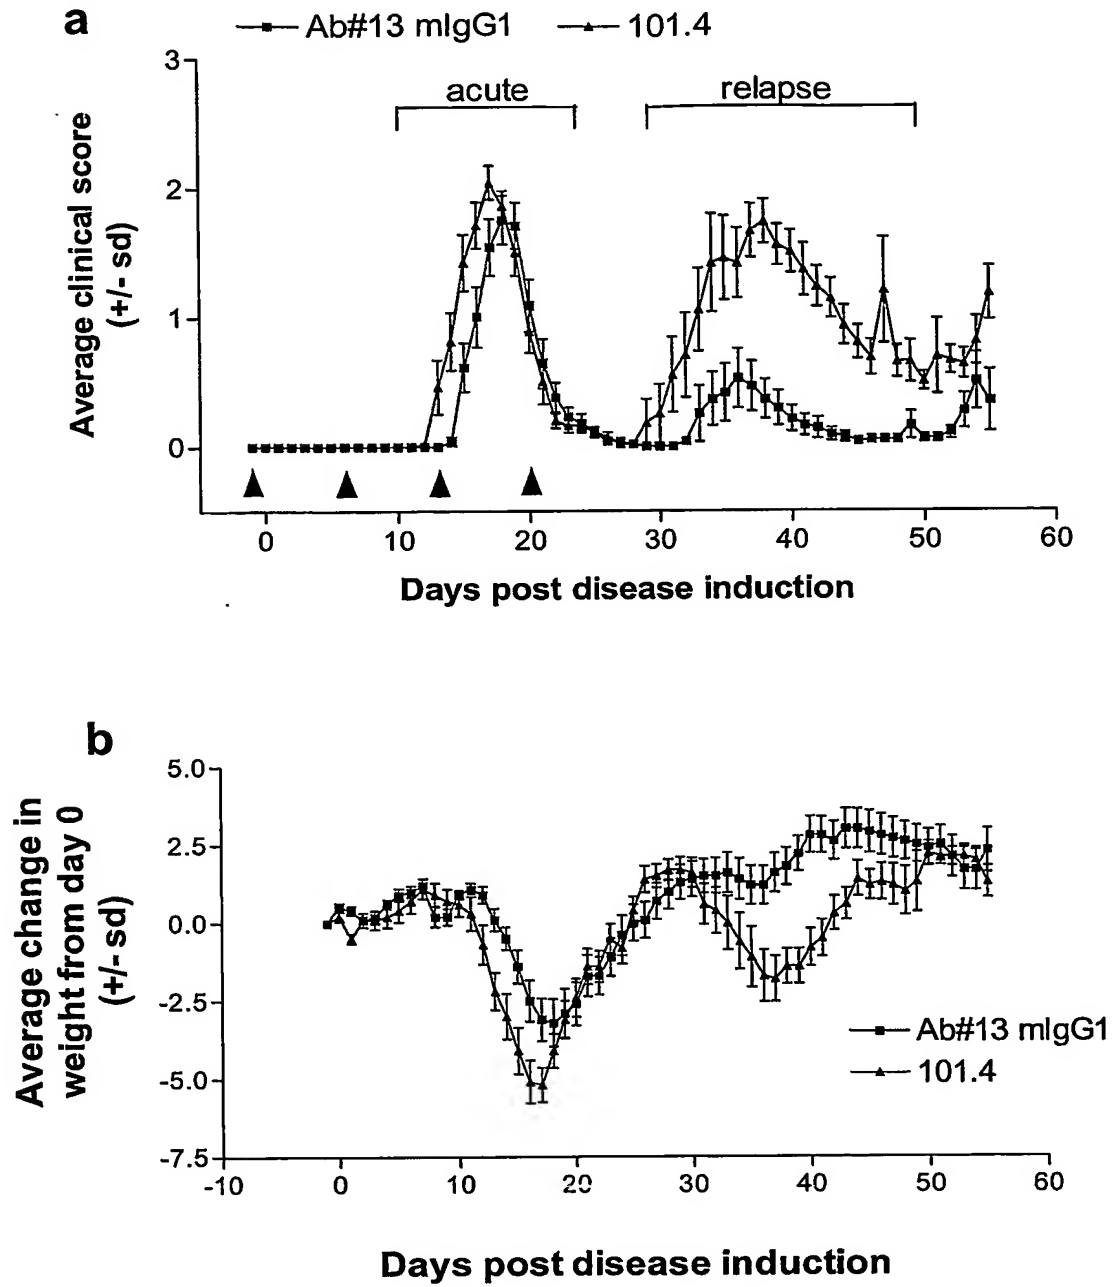 a
Ab#13 mIgG1 101.4
3
2
1
0
Average clinical score
(+/- sd)
acute
relapse
0 10 20 30 40 50 60
Days post disease induction
b
5.0
2.5
0.0
-2.5
-5.0
-7.5
Average change in
weight from day 0
(+/- sd)
Ab#13 mIgG1
101.4
-10 0 10 20 30 40 50 60
Days post disease induction